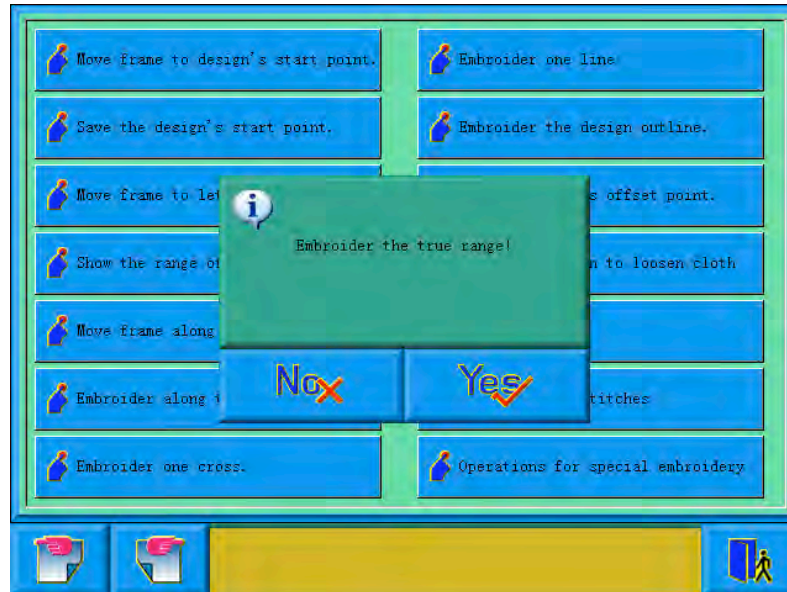 Move frame to design's start point.
Embroider one line
Save the design's start point.
Embroider the design outline.
Move frame to
s offset point.
Show the range
to loosen cloth
Move frame along
Embroider along
titches
Embroider one cross.
Operations for special embroidery
Embroider the true range!
No
Yes